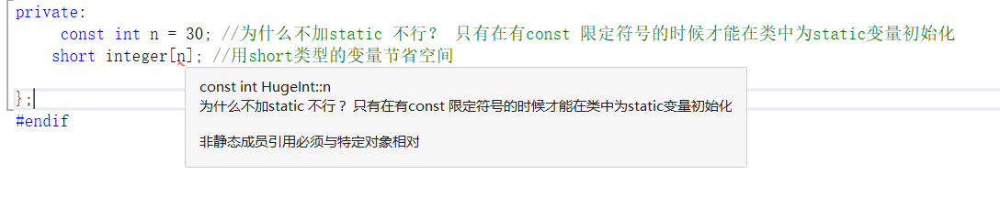 private:
const int n = 30; //为什么不加static 不行? 只有在有const 限定符号的时候才能在类中为static变量初始化
short integer[n]; //用short类型的变量节省空间
const int HugeInt::n
为什么不加static 不行? 只有在有const 限定符号的时候才能在类中为static变量初始化
非静态成员引用必须与特定对象相对
};
#endif